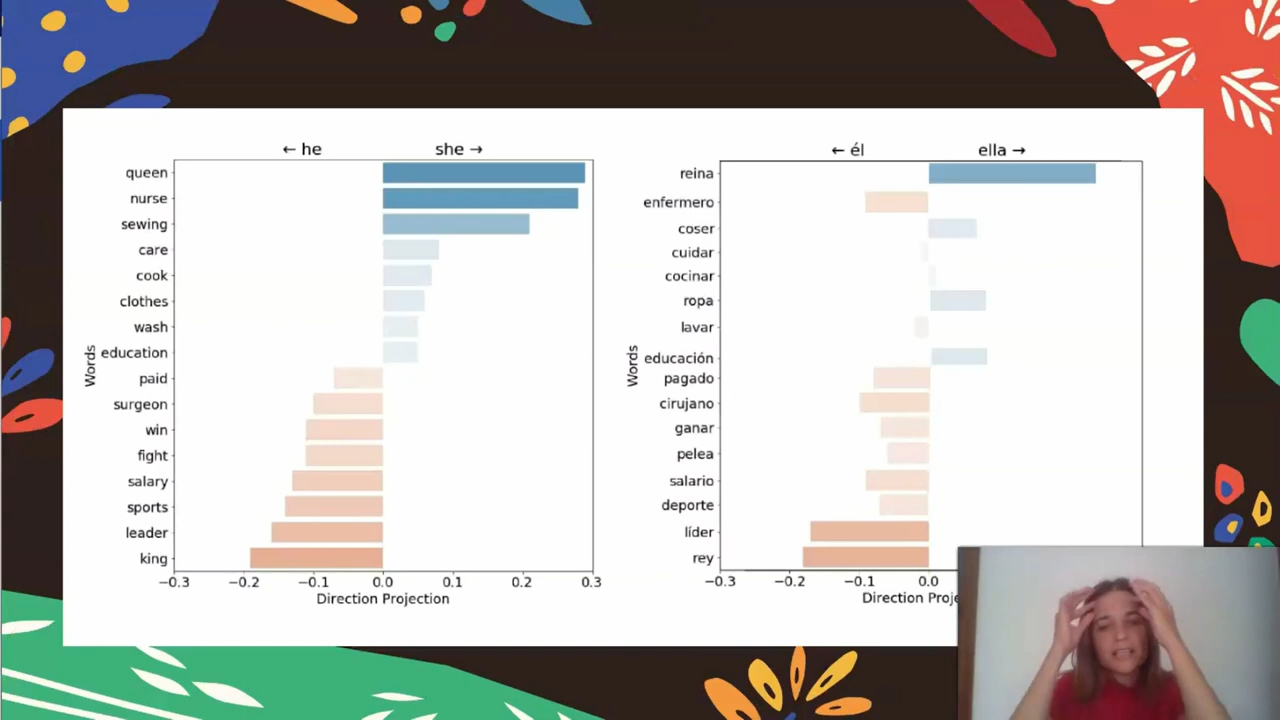 ← he she →
queen
nurse
sewing
care
cook
clothes
wash
education
paid
surgeon
win
fight
salary
sports
leader
king
Words
−0.3 −0.2 −0.1 0.0 0.1 0.2 0.3
Direction Projection
← él ella →
reina
enfermero
coser
cuidar
cocinar
ropa
lavar
educación
pagado
cirujano
ganar
pelea
salario
deporte
líder
rey
Words
−0.3 −0.2 −0.1 0.0
Direction